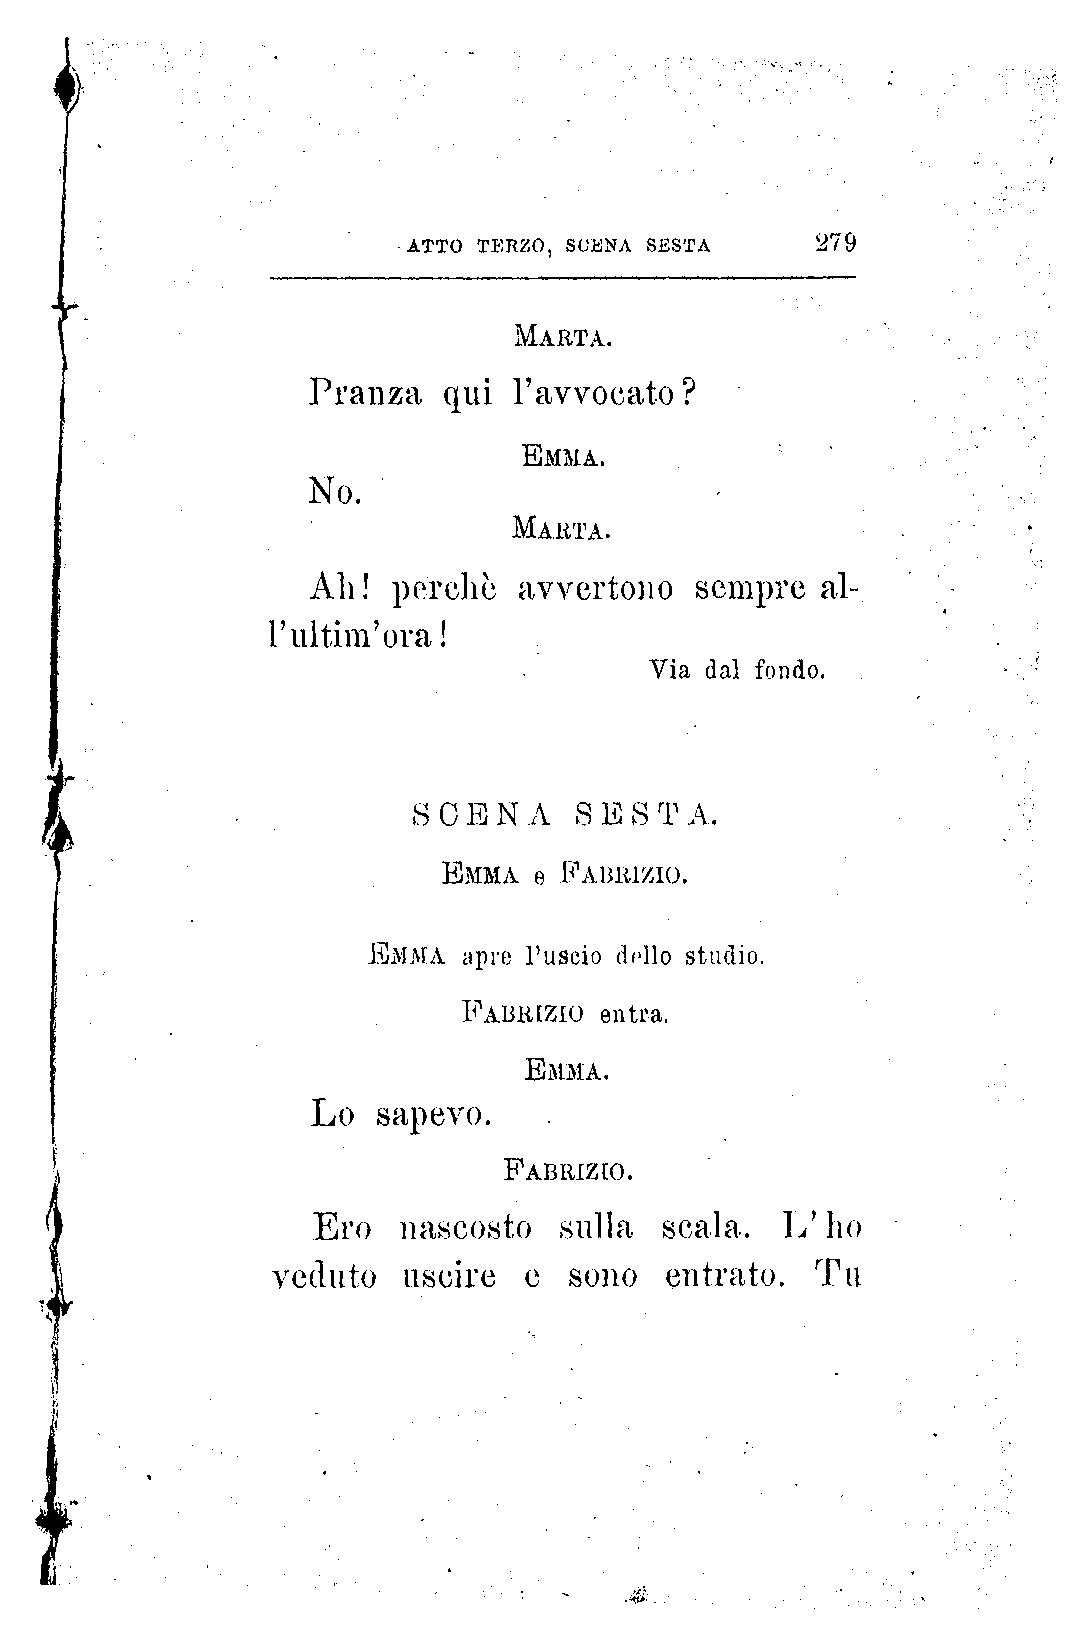 ATTO TERZO, SCENA SESTA 279
MARTA.
Pranza qui l'avvocato?
EMMA.
No.
MARTA.
Ah! perchè avvertono sempre al-
l'ultim'ora!
Via dal fondo.
SCENA SESTA.
EMMA e FABRIZIO.
EMMA apre l'uscio dello studio.
FABRIZIO entra.
EMMA.
Lo sapevo.
FABRIZIO.
Ero nascosto sulla scala. L'ho
veduto uscire e sono entrato. Tu